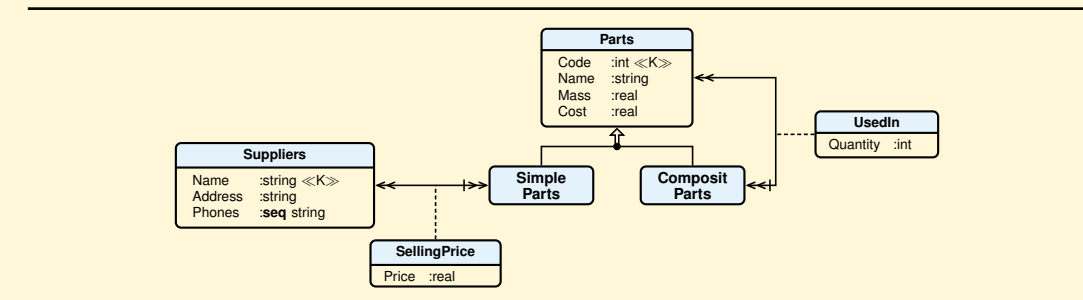 Parts
Code :int ≪K≫
Name :string
Mass :real
Cost :real
UsedIn
Quantity :int
Suppliers
Name :string ≪K≫
Address :string
Phones :seq string
Simple
Parts
Composit
Parts
SellingPrice
Price :real